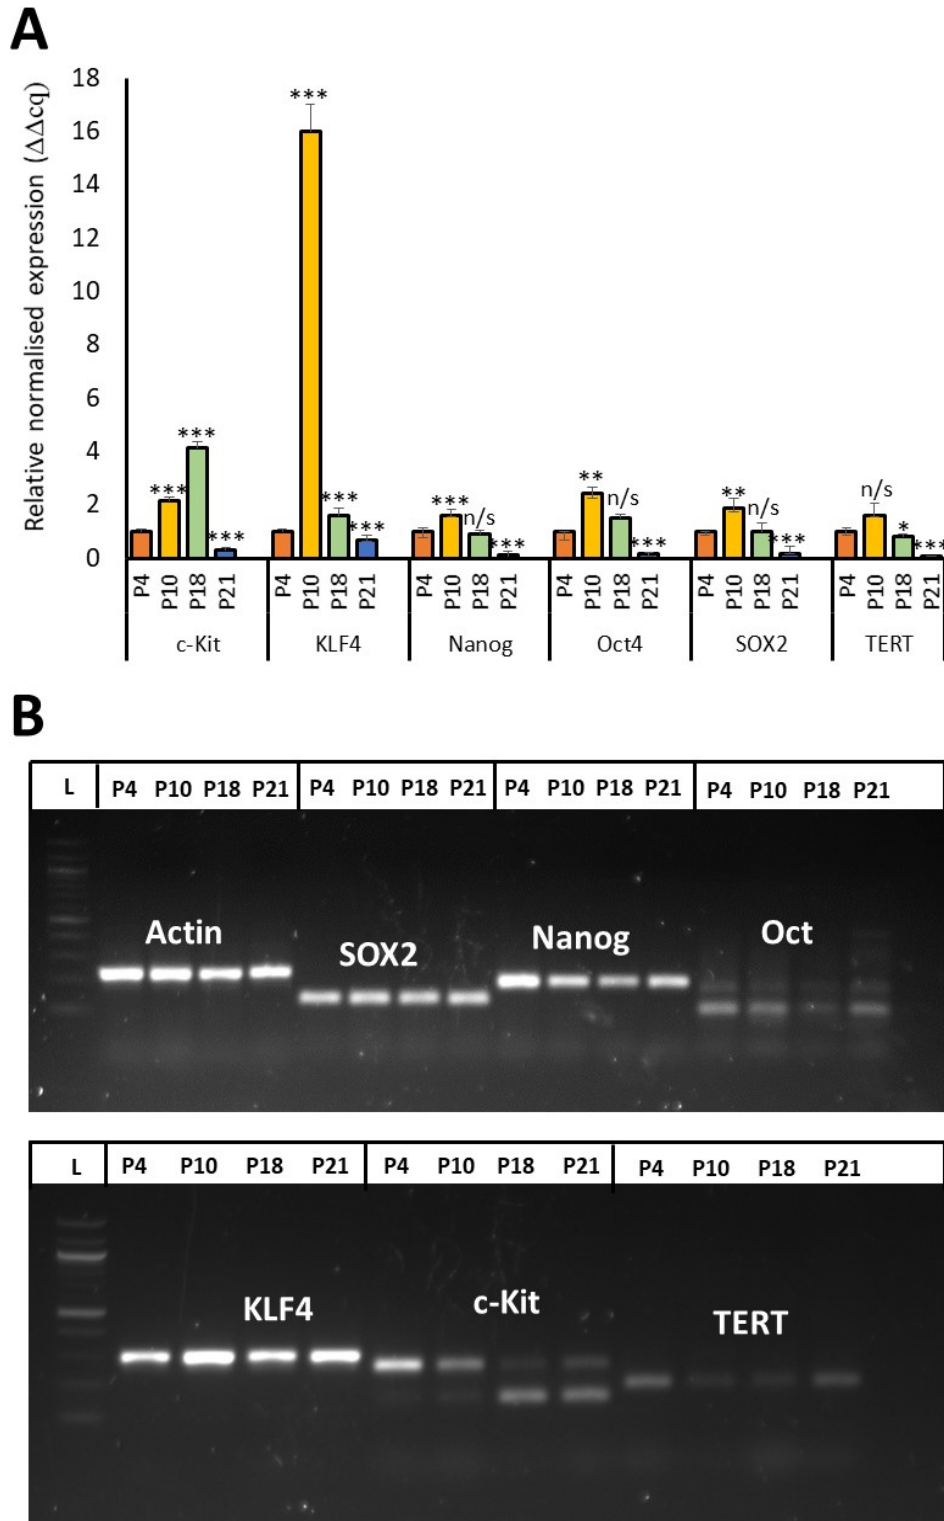 A
Relative normalised expression (ΔΔcq)
18
16
14
12
10
8
6
4
2
0
*** *** *** *** *** *** *** n/s *** ** n/s *** ** n/s *** n/s * ***
P4 P10 P18 P21 P4 P10 P18 P21 P4 P10 P18 P21 P4 P10 P18 P21 P4 P10 P18 P21 P4 P10 P18 P21
c-Kit KLF4 Nanog Oct4 SOX2 TERT
B
L P4 P10 P18 P21 P4 P10 P18 P21 P4 P10 P18 P21 P4 P10 P18 P21
Actin SOX2 Nanog Oct
L P4 P10 P18 P21 P4 P10 P18 P21 P4 P10 P18 P21
KLF4 c-Kit TERT